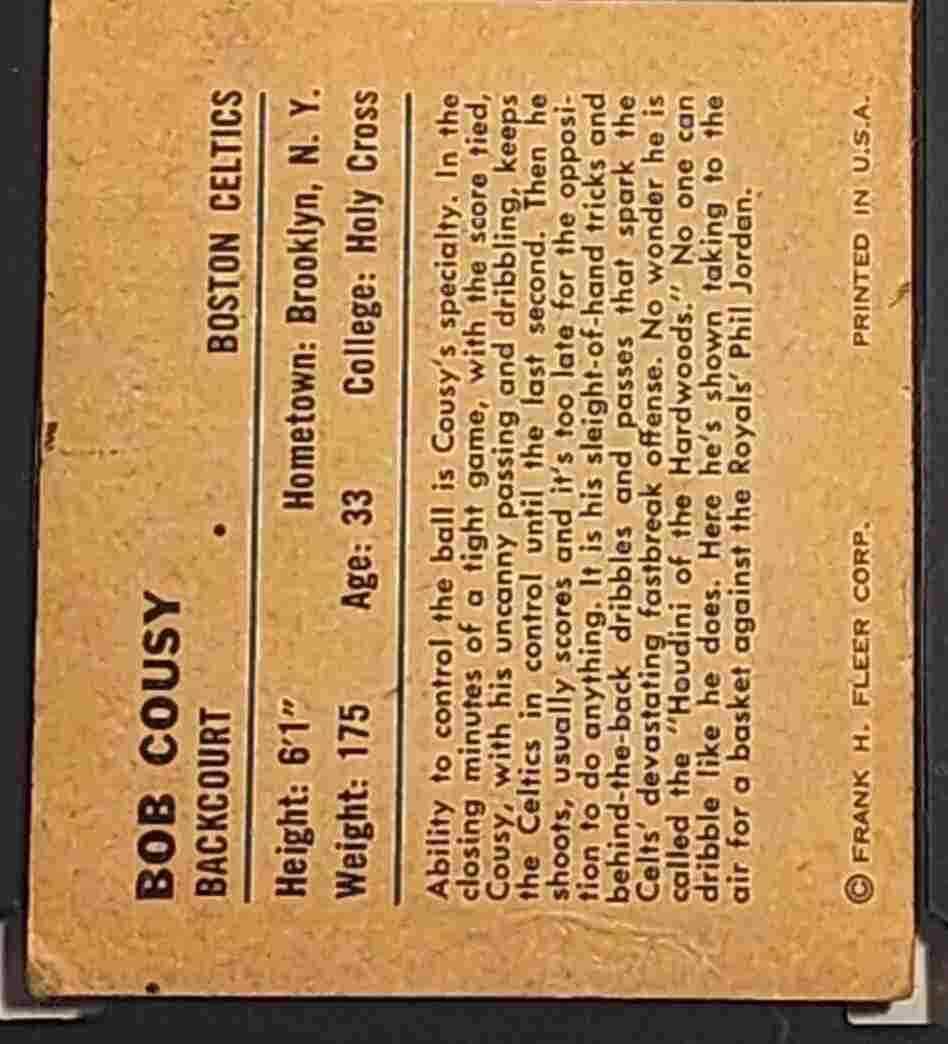 BOB COUSY
BACKCOURT • BOSTON CELTICS
Height: 6'1" Hometown: Brooklyn, N. Y.
Weight: 175 Age: 33 College: Holy Cross
Ability to control the ball is Cousy's specialty. In the
closing minutes of a tight game, with the score tied,
Cousy, with his uncanny passing and dribbling, keeps
the Celtics in control until the last second. Then he
shoots, usually scores and it's too late for the opposi-
tion to do anything. It is his sleight-of-hand tricks and
behind-the-back dribbles and passes that spark the
Celts' devastating fastbreak offense. No wonder he is
called the "Houdini of the Hardwoods." No one can
dribble like he does. Here he's shown taking to the
air for a basket against the Royals' Phil Jordan.
© FRANK H. FLEER CORP. PRINTED IN U.S.A.